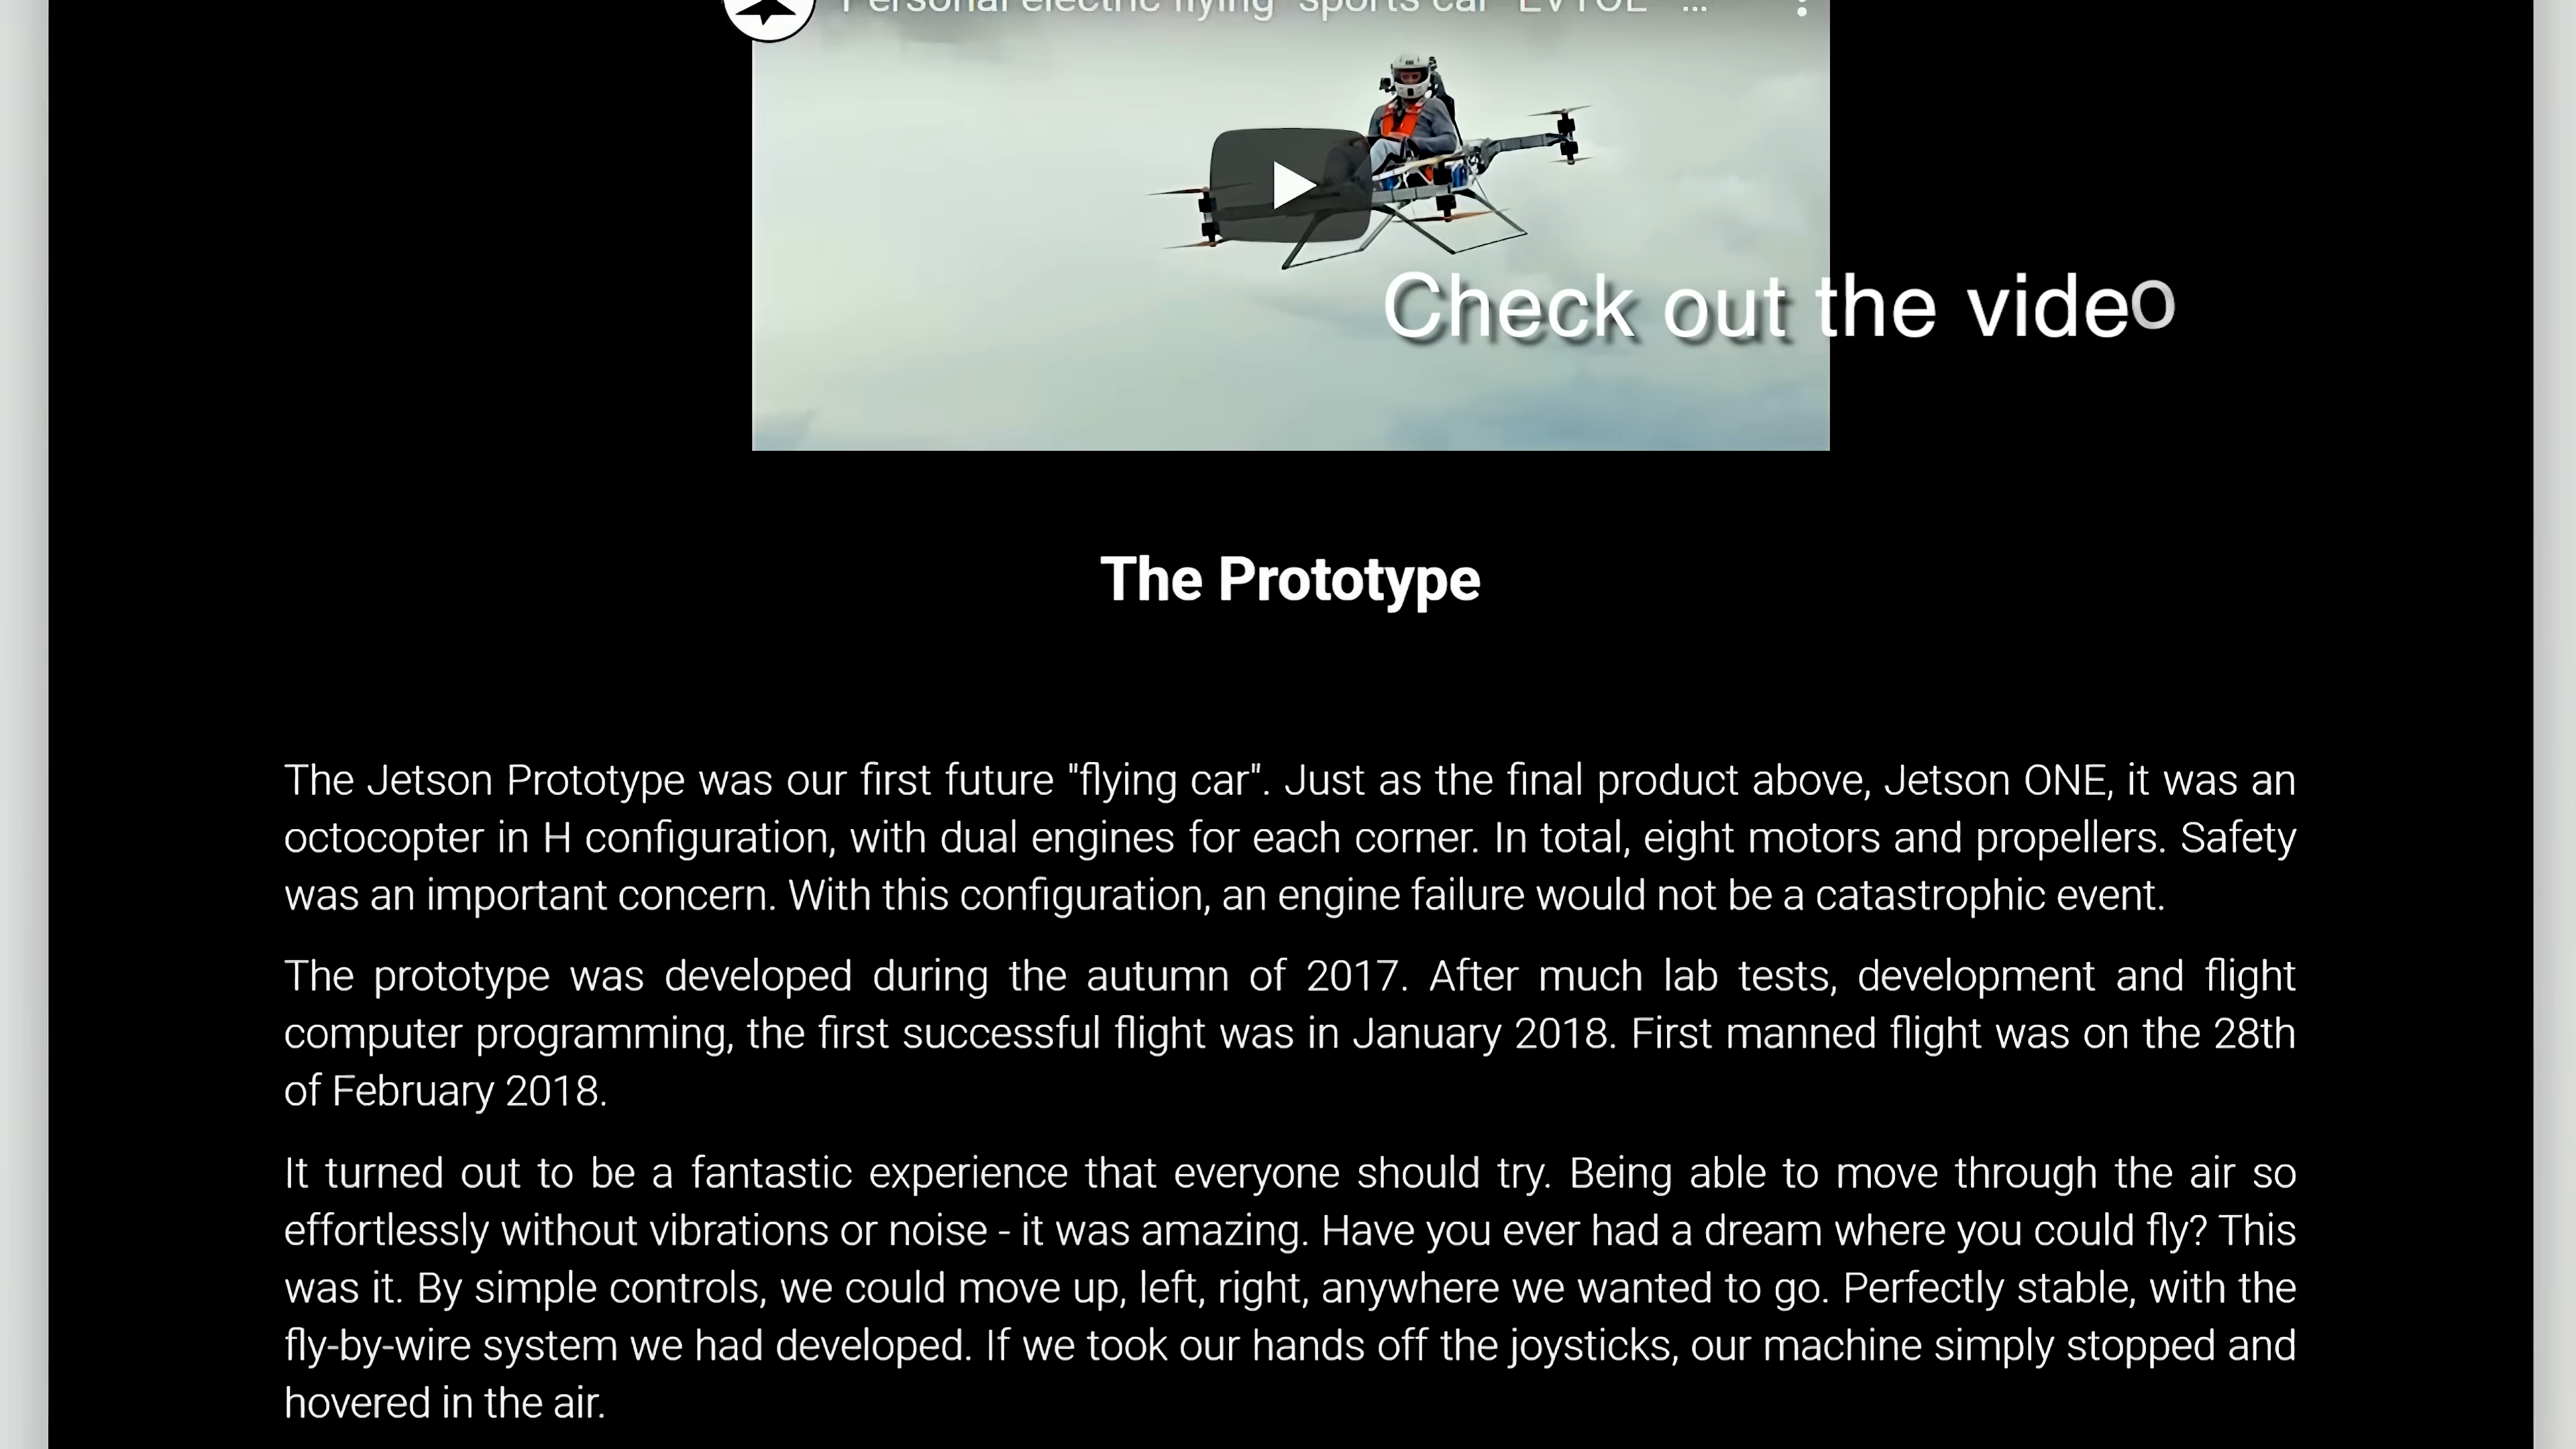 Personal electric flying "sports car" EVTOL - ...
Check out the video
The Prototype
The Jetson Prototype was our first future "flying car". Just as the final product above, Jetson ONE, it was an
octocopter in H configuration, with dual engines for each corner. In total, eight motors and propellers. Safety
was an important concern. With this configuration, an engine failure would not be a catastrophic event.
The prototype was developed during the autumn of 2017. After much lab tests, development and flight
computer programming, the first successful flight was in January 2018. First manned flight was on the 28th
of February 2018.
It turned out to be a fantastic experience that everyone should try. Being able to move through the air so
effortlessly without vibrations or noise - it was amazing. Have you ever had a dream where you could fly? This
was it. By simple controls, we could move up, left, right, anywhere we wanted to go. Perfectly stable, with the
fly-by-wire system we had developed. If we took our hands off the joysticks, our machine simply stopped and
hovered in the air.